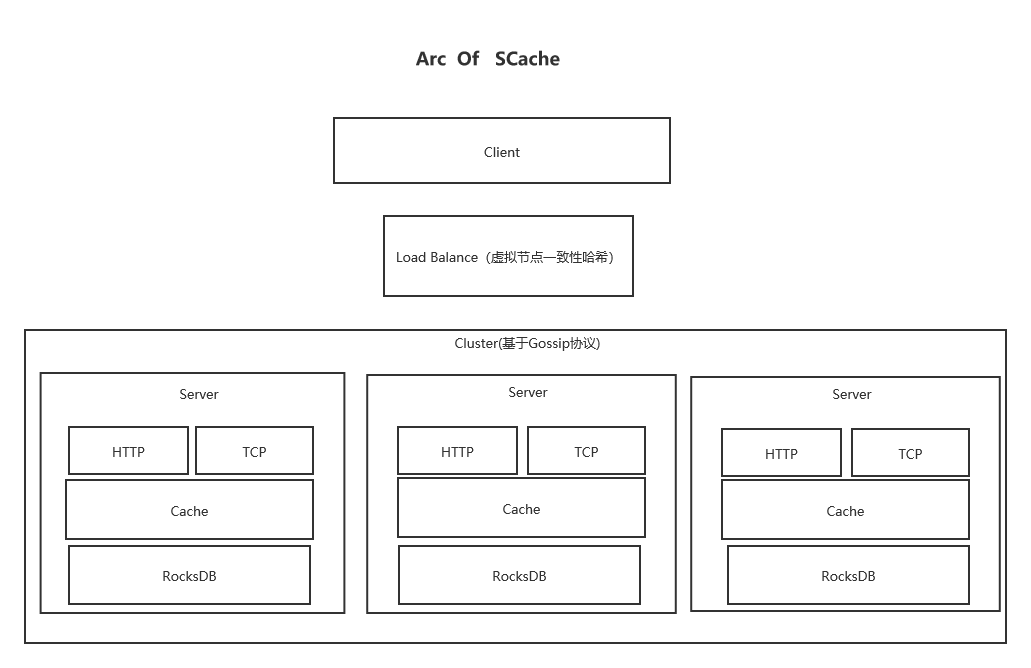 Arc Of SCache
Client
Load Balance（虚拟节点一致性哈希）
Cluster(基于Gossip协议)
Server
HTTP
TCP
Cache
RocksDB
Server
HTTP
TCP
Cache
RocksDB
Server
HTTP
TCP
Cache
RocksDB